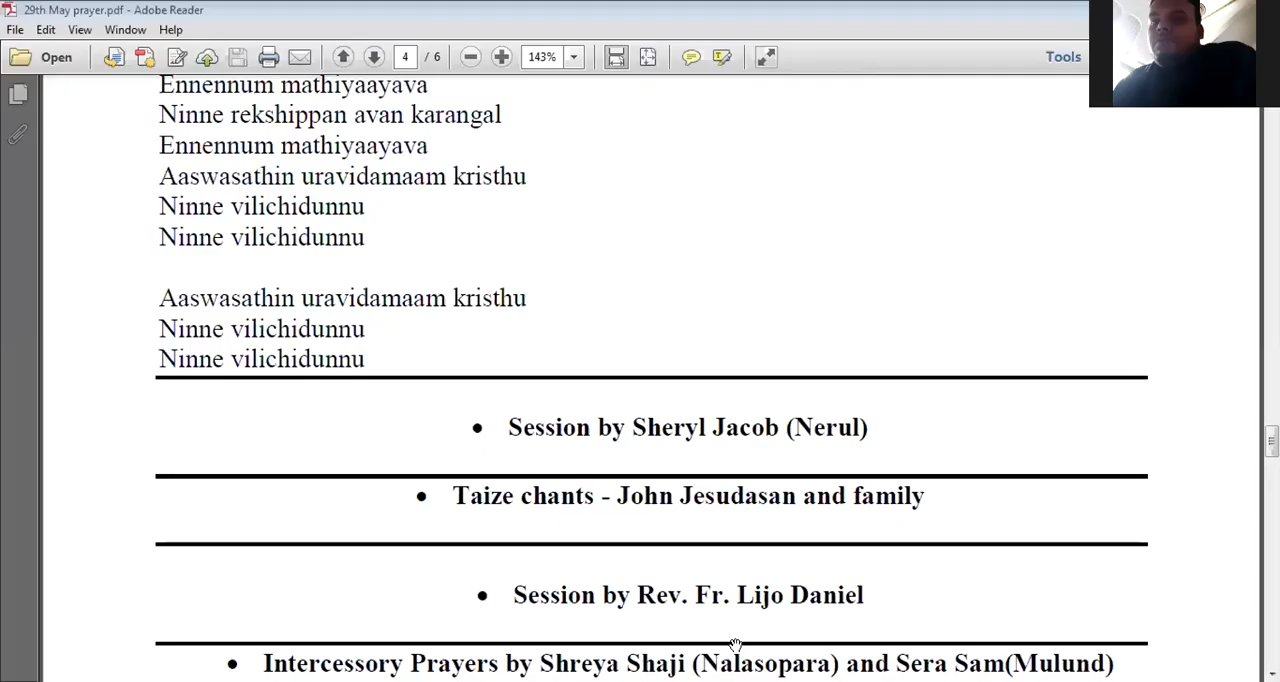 29th May prayer.pdf - Adobe Reader
File Edit View Window Help
Open 4 / 6 143% Tools
Ennennum mathiyaayava
Ninne rekshippan avan karangal
Ennennum mathiyaayava
Aaswasathin uravidamaam kristhu
Ninne vilichidunnu
Ninne vilichidunnu
Aaswasathin uravidamaam kristhu
Ninne vilichidunnu
Ninne vilichidunnu
• Session by Sheryl Jacob (Nerul)
• Taize chants - John Jesudasan and family
• Session by Rev. Fr. Lijo Daniel
• Intercessory Prayers by Shreya Shaji (Nalasopara) and Sera Sam(Mulund)